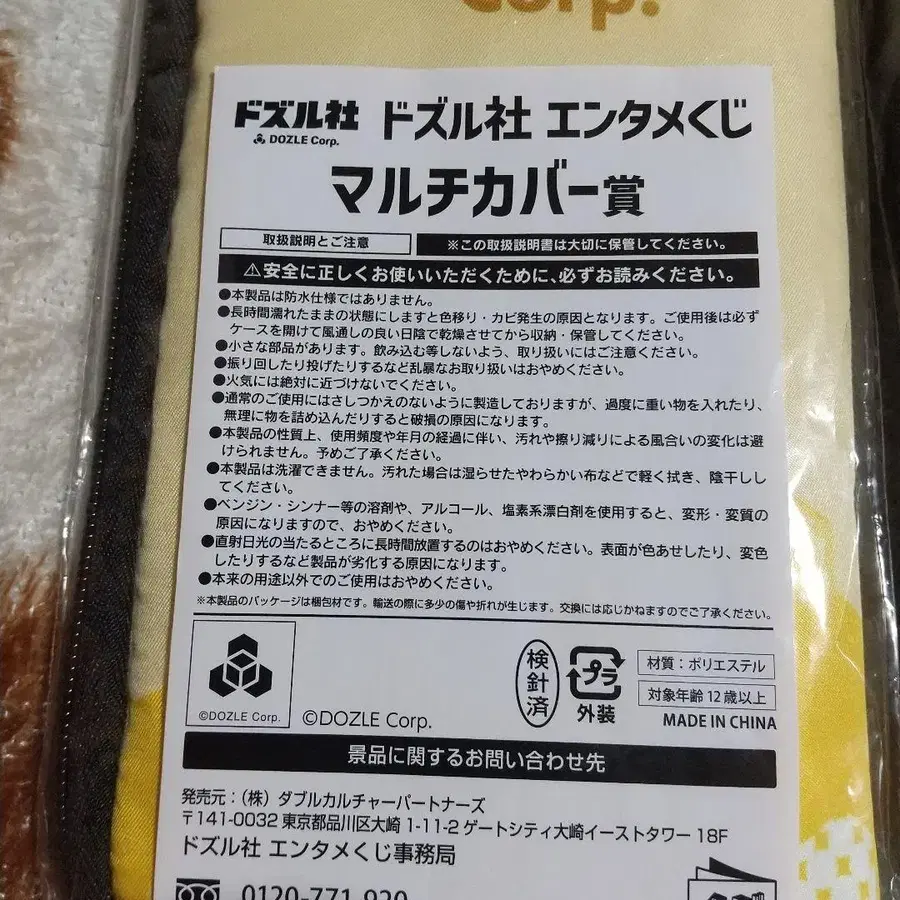 Corp.
ドズル社 ドズル社 エンタメくじ
DOZLE Corp.
マルチカバー賞
取扱説明とご注意 ※この取扱説明書は大切に保管してください。
⚠安全に正しくお使いいただくために、必ずお読みください。
●本製品は防水仕様ではありません。
●長時間濡れたままの状態にしますと色移り・カビ発生の原因となります。ご使用後は必ず
ケースを開けて風通しの良い日陰で乾燥させてから収納・保管してください。
●小さな部品があります。飲み込む等しないよう、取り扱いにはご注意ください。
●振り回したり投げたりするなど乱暴なお取り扱いはおやめください。
●火気には絶対に近づけないでください。
●通常のご使用にはさしつかえのないように製造しておりますが、過度に重い物を入れたり、
無理に物を詰め込んだりすると破損の原因になります。
●本製品の性質上、使用頻度や年月の経過に伴い、汚れや擦り減りによる風合いの変化は避
けられません。予めご了承ください。
●本製品は洗濯できません。汚れた場合は湿らせたやわらかい布などで軽く拭き、陰干しし
てください。
●ベンジン・シンナー等の溶剤や、アルコール、塩素系漂白剤を使用すると、変形・変質の
原因になりますので、おやめください。
●直射日光の当たるところに長時間放置するのはおやめください。表面が色あせしたり、変色
したりするなど製品が劣化する原因になります。
●本来の用途以外でのご使用はおやめください。
※本製品のパッケージは梱包材です。輸送の際に多少の傷や折れが生じます。交換には応じかねますのでご了承ください。
©DOZLE Corp. ©DOZLE Corp.
検針済
プラ
外装
材質：ポリエステル
対象年齢12歳以上
MADE IN CHINA
景品に関するお問い合わせ先
発売元：（株）ダブルカルチャーパートナーズ
〒141-0032 東京都品川区大崎 1-11-2 ゲートシティ大崎イーストタワー 18F
ドズル社 エンタメくじ事務局
0120-771-920